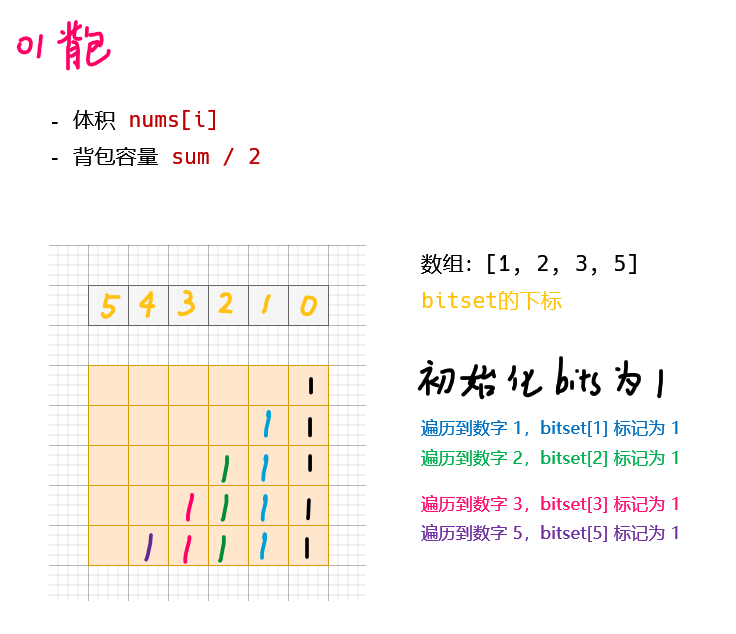 01 背包
- 体积 nums[i]
- 背包容量 sum / 2
5 4 3 2 1 0
1
1 1
1 1 1
1 1 1 1
1 1 1 1 1
数组：[1, 2, 3, 5]
bitset的下标
初始化bits为1
遍历到数字 1，bitset[1] 标记为 1
遍历到数字 2，bitset[2] 标记为 1
遍历到数字 3，bitset[3] 标记为 1
遍历到数字 5，bitset[5] 标记为 1